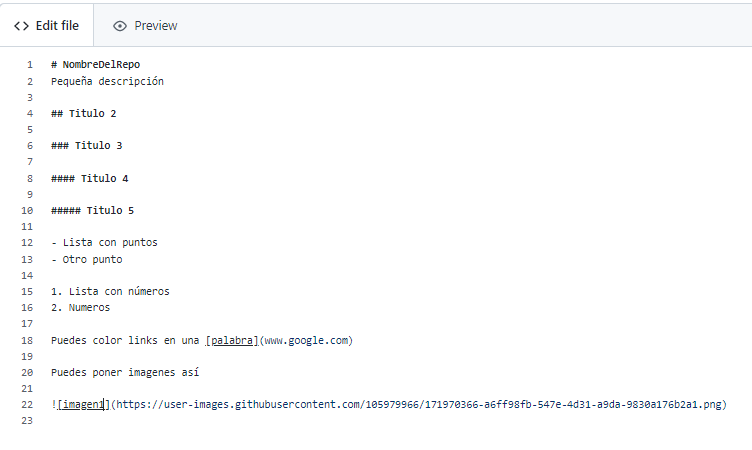 <> Edit file Preview
1 # NombreDelRepo
2 Pequeña descripción
3
4 ## Titulo 2
5
6 ### Titulo 3
7
8 #### Titulo 4
9
10 ##### Titulo 5
11
12 - Lista con puntos
13 - Otro punto
14
15 1. Lista con números
16 2. Numeros
17
18 Puedes color links en una [palabra](www.google.com)
19
20 Puedes poner imagenes así
21
22 ![imagen1](https://user-images.githubusercontent.com/105979966/171970366-a6ff98fb-547e-4d31-a9da-9830a176b2a1.png)
23